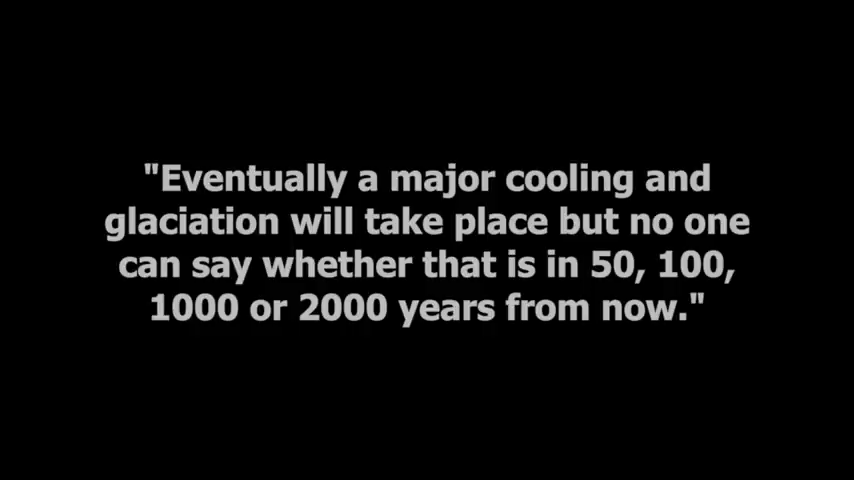 "Eventually a major cooling and
glaciation will take place but no one
can say whether that is in 50, 100,
1000 or 2000 years from now."